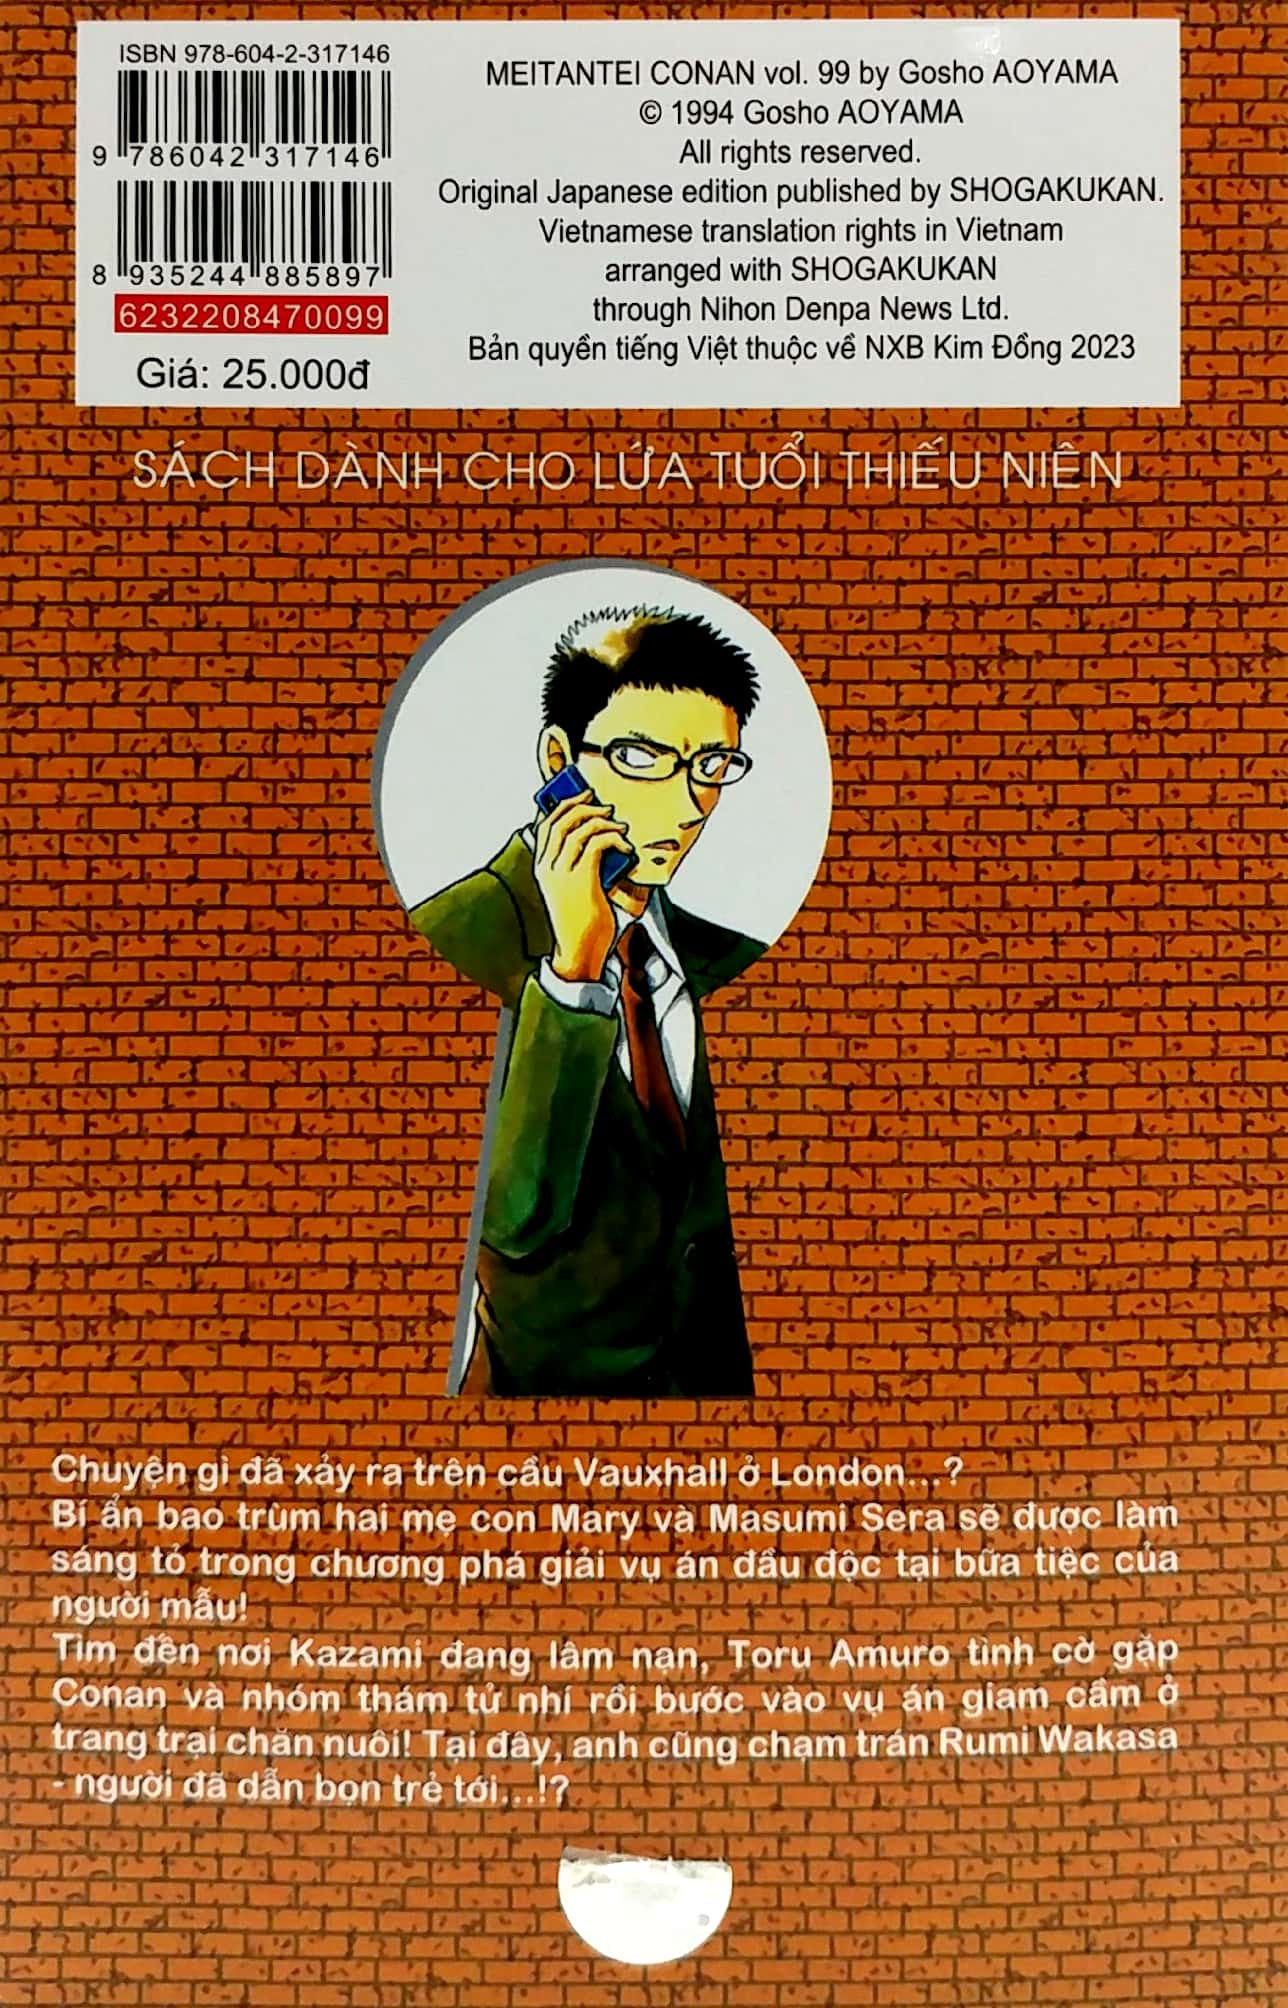 ISBN 978-604-2-317146
9 786042 317146
8 935244 885897
6232208470099
Giá: 25.000đ
MEITANTEI CONAN vol. 99 by Gosho AOYAMA
© 1994 Gosho AOYAMA
All rights reserved.
Original Japanese edition published by SHOGAKUKAN.
Vietnamese translation rights in Vietnam
arranged with SHOGAKUKAN
through Nihon Denpa News Ltd.
Bản quyền tiếng Việt thuộc về NXB Kim Đồng 2023
SÁCH DÀNH CHO LỨA TUỔI THIẾU NIÊN
Chuyện gì đã xảy ra trên cầu Vauxhall ở London...?
Bí ẩn bao trùm hai mẹ con Mary và Masumi Sera sẽ được làm
sáng tỏ trong chương phá giải vụ án đầu độc tại bữa tiệc của
người mẫu!
Tìm đến nơi Kazami đang lâm nạn, Toru Amuro tình cờ gặp
Conan và nhóm thám tử nhí rồi bước vào vụ án giam cầm ở
trang trại chăn nuôi! Tại đây, anh cũng chạm trán Rumi Wakasa
- người đã dẫn bọn trẻ tới...!?